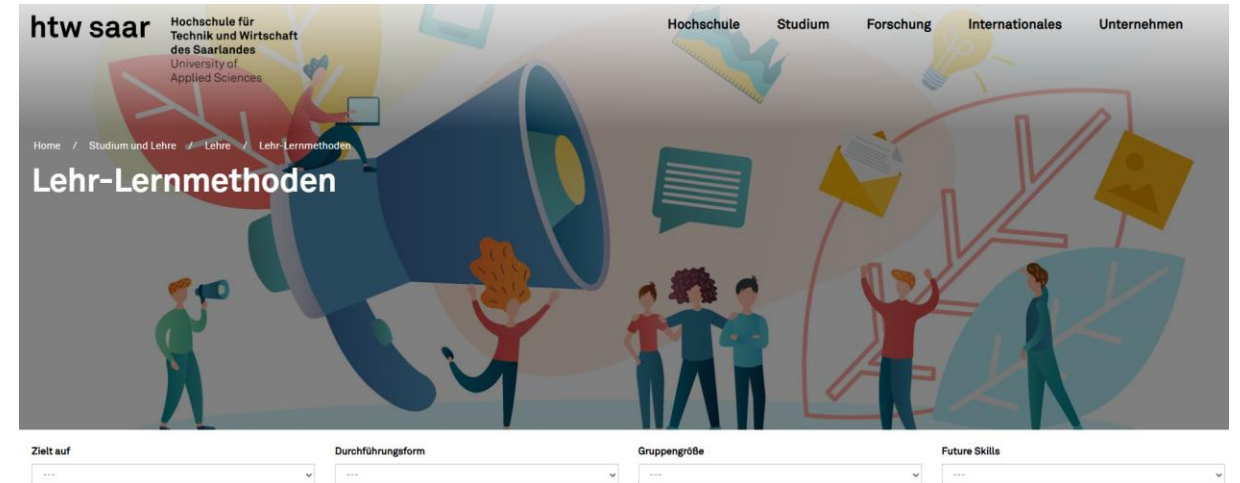 htw saar
Hochschule für
Technik und Wirtschaft
des Saarlandes
University of
Applied Sciences
Hochschule Studium Forschung Internationales Unternehmen
Home / Studium und Lehre / Lehre / Lehr-Lernmethoden
Lehr-Lernmethoden
Zielt auf Durchführungsform Gruppengröße Future Skills
--- --- --- ---